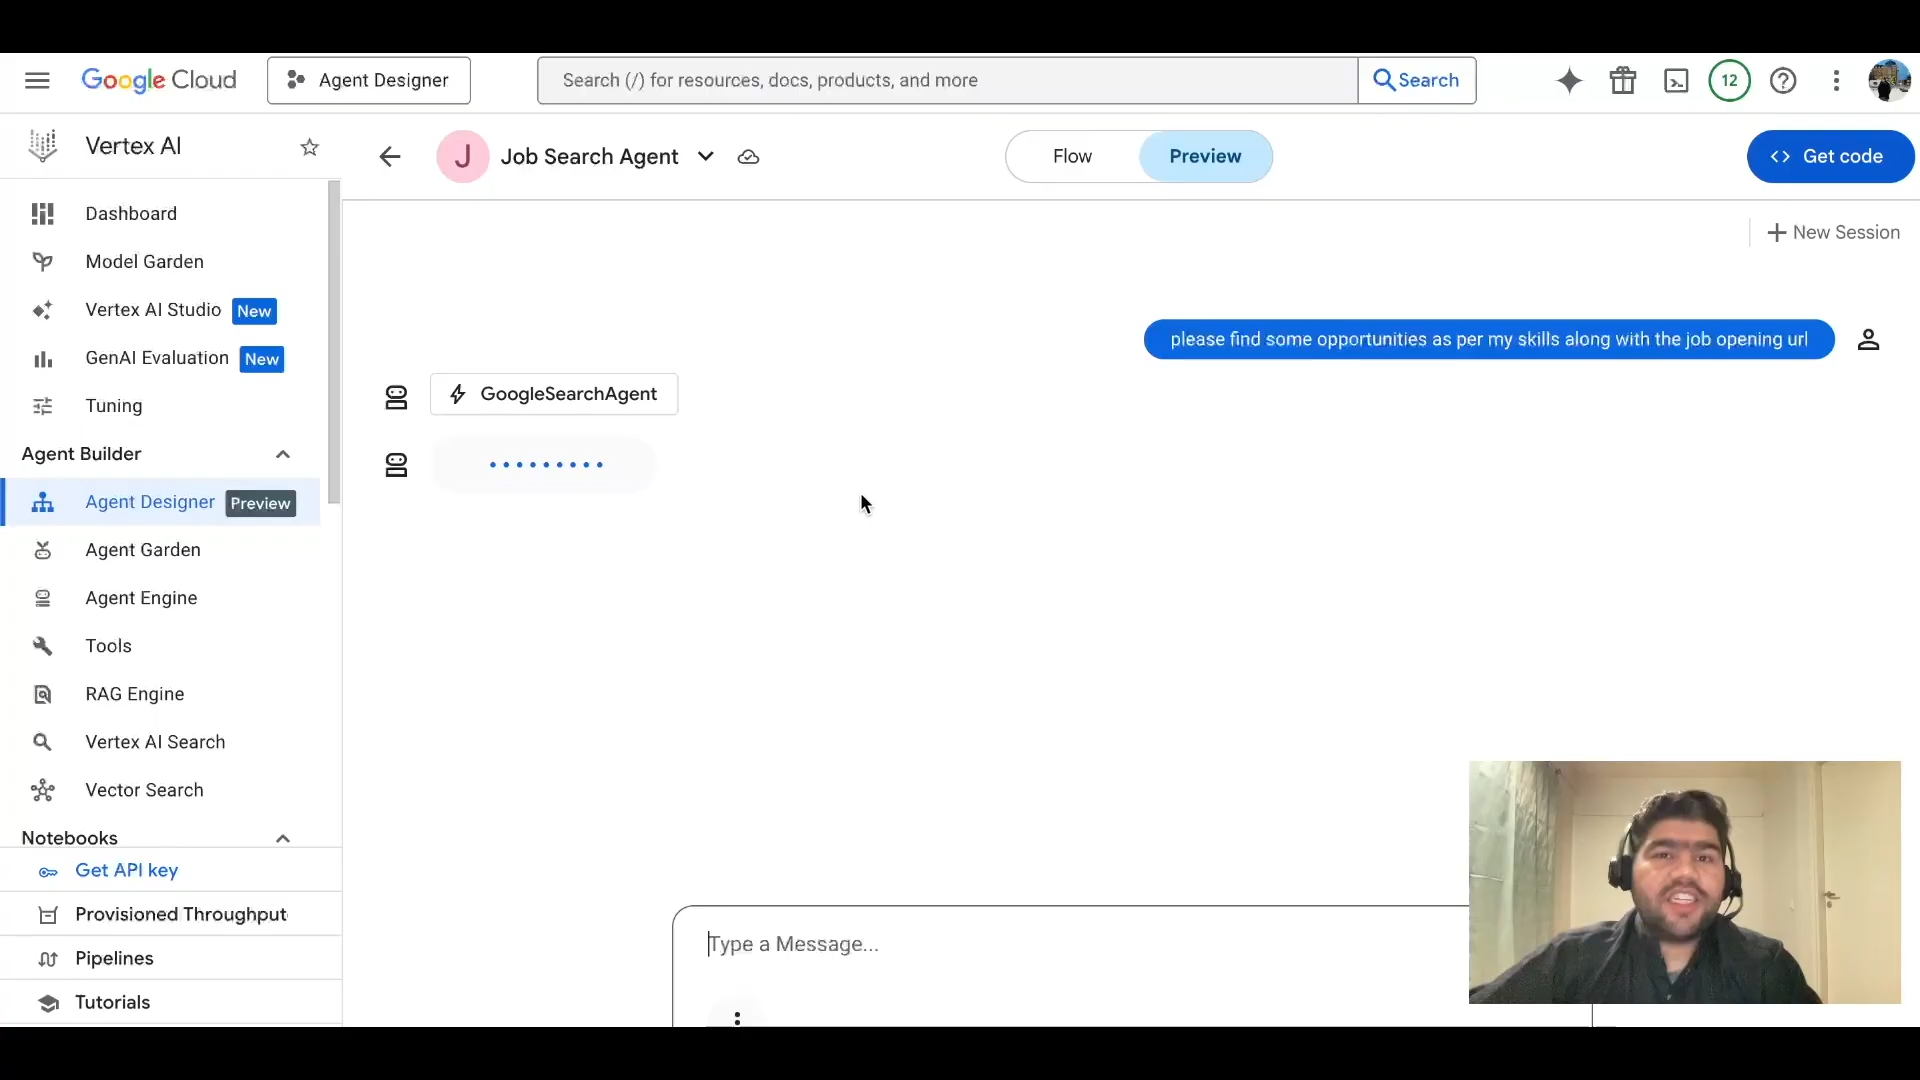 Google Cloud
Agent Designer
Search (/) for resources, docs, products, and more
Search
12
Vertex AI
J
Job Search Agent
Flow
Preview
Get code
New Session
Dashboard
Model Garden
Vertex AI Studio New
GenAI Evaluation New
Tuning
Agent Builder
Agent Designer Preview
Agent Garden
Agent Engine
Tools
RAG Engine
Vertex AI Search
Vector Search
Notebooks
Get API key
Provisioned Throughput
Pipelines
Tutorials
please find some opportunities as per my skills along with the job opening url
GoogleSearchAgent
Type a Message...